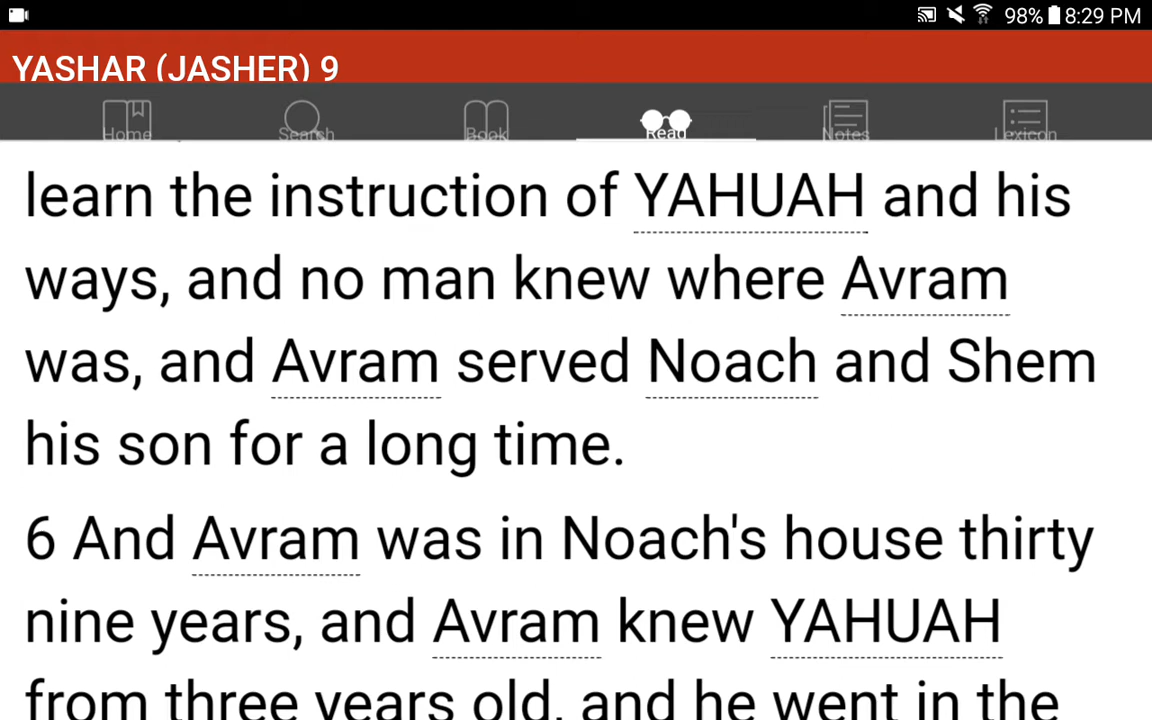 98% 8:29 PM
YASHAR (JASHER) 9
Home Search Book Read Notes Lexicon
learn the instruction of YAHUAH and his
ways, and no man knew where Avram
was, and Avram served Noach and Shem
his son for a long time.
6 And Avram was in Noach's house thirty
nine years, and Avram knew YAHUAH
from three years old, and he went in the